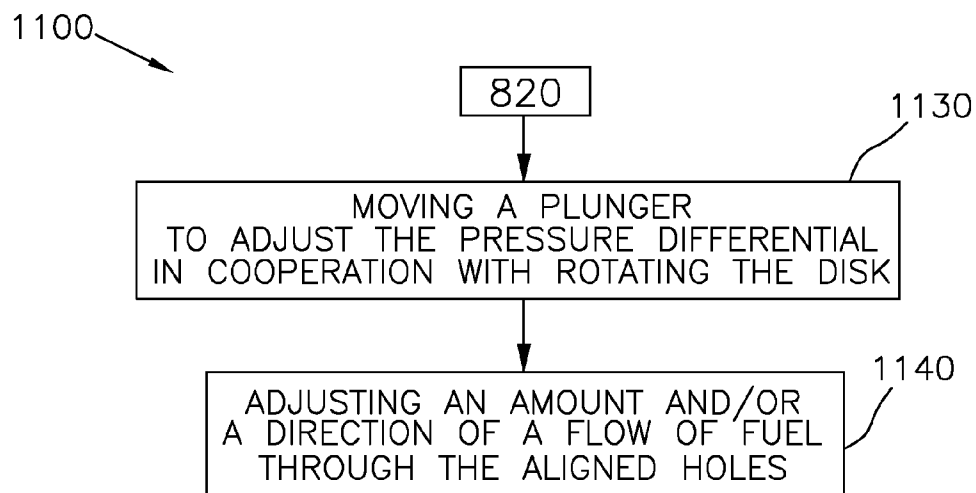 1100
820
1130
MOVING A PLUNGER
TO ADJUST THE PRESSURE DIFFERENTIAL
IN COOPERATION WITH ROTATING THE DISK
1140
ADJUSTING AN AMOUNT AND/OR
A DIRECTION OF A FLOW OF FUEL
THROUGH THE ALIGNED HOLES